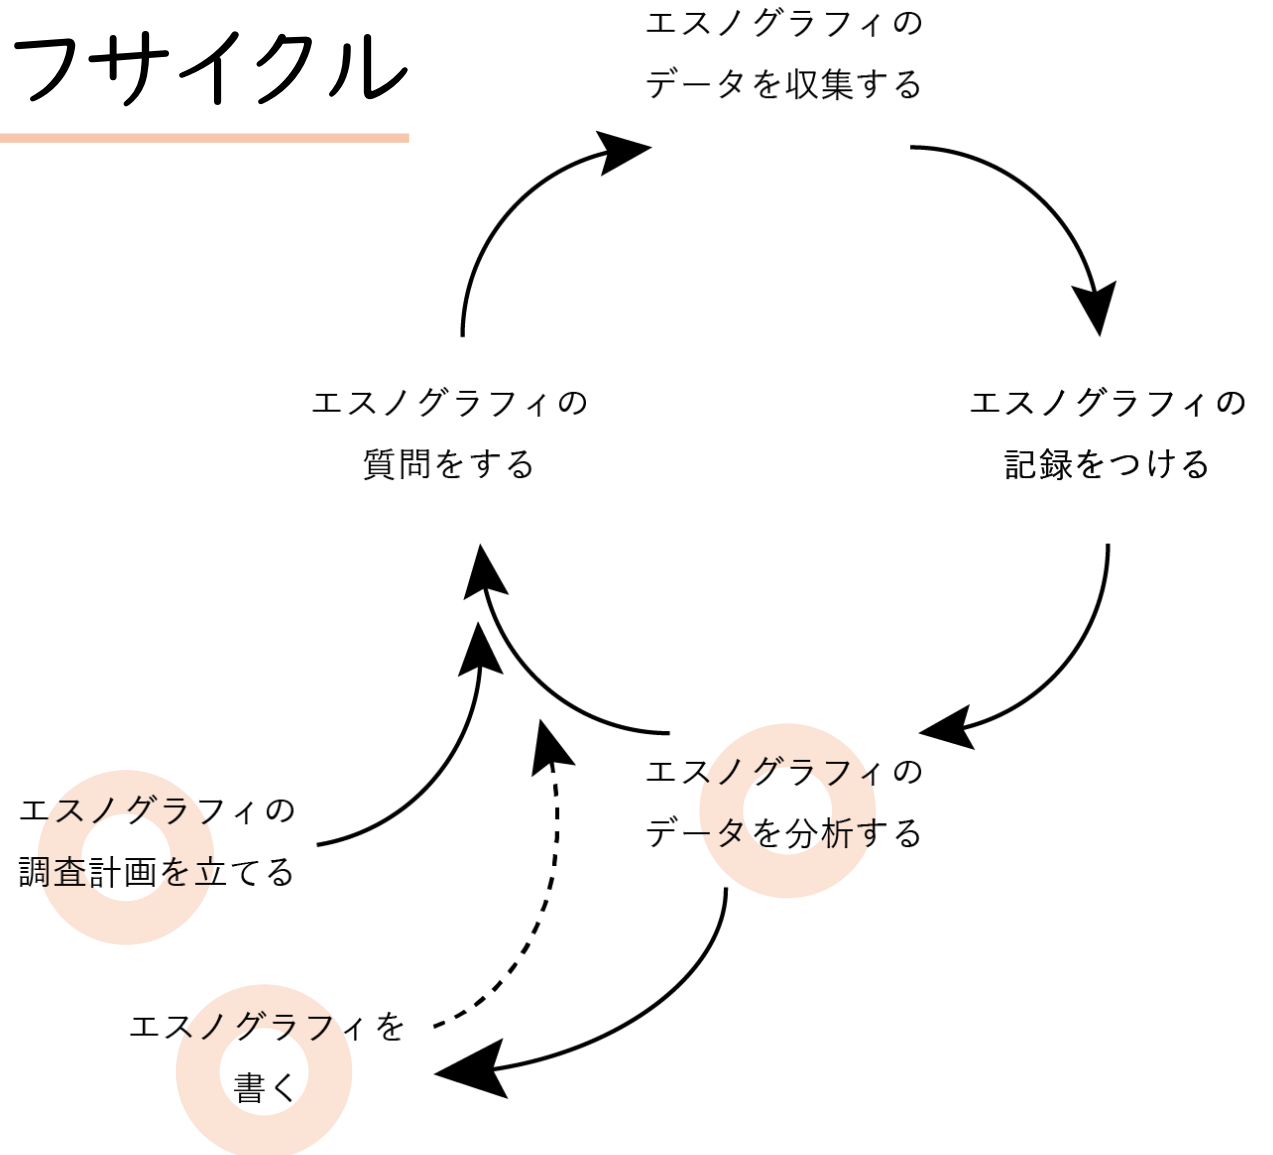 フサイクル
エスノグラフィの
データを収集する
エスノグラフィの
質問をする
エスノグラフィの
記録をつける
エスノグラフィの
データを分析する
エスノグラフィの
調査計画を立てる
エスノグラフィを
書く